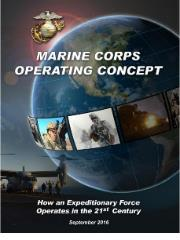 MARINE CORPS
OPERATING CONCEPT
How an Expeditionary Force
Operates in the 21st Century
September 2016